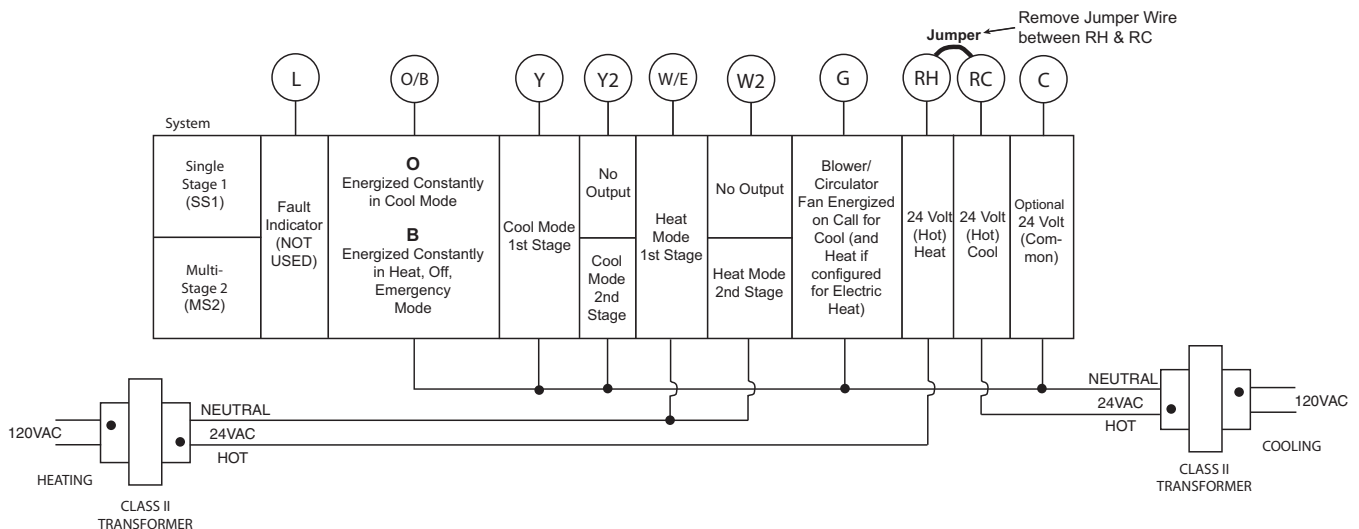 Remove Jumper Wire
between RH & RC
Jumper
L
O/B
Y
Y2
W/E
W2
G
RH
RC
C
System
Single
Stage 1
(SS1)
Multi-
Stage 2
(MS2)
Fault
Indicator
(NOT
USED)
O
Energized Constantly
in Cool Mode
B
Energized Constantly
in Heat, Off,
Emergency
Mode
Cool Mode
1st Stage
No
Output
Cool
Mode
2nd
Stage
Heat
Mode
1st Stage
No Output
Heat Mode
2nd Stage
Blower/
Circulator
Fan Energized
on Call for
Cool (and
Heat if
configured
for Electric
Heat)
24 Volt
(Hot)
Heat
24 Volt
(Hot)
Cool
Optional
24 Volt
(Com-
mon)
120VAC
HEATING
NEUTRAL
24VAC
HOT
CLASS II
TRANSFORMER
NEUTRAL
24VAC
HOT
120VAC
COOLING
CLASS II
TRANSFORMER